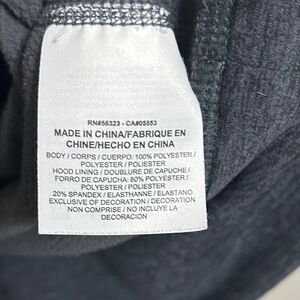 RN#56323 - CA#05553
MADE IN CHINA/FABRIQUE EN
CHINE/HECHO EN CHINA
BODY / CORPS / CUERPO: 100% POLYESTER /
POLYESTER / POLIESTER
HOOD LINING / DOUBLURE DE CAPUCHE /
FORRO DE CAPUCHA: 80% POLYESTER /
POLYESTER / POLIESTER
20% SPANDEX / ELASTHANNE / ELASTANO
EXCLUSIVE OF DECORATION / DECORATION
NON COMPRISE / NO INCLUYE LA
DECORACION